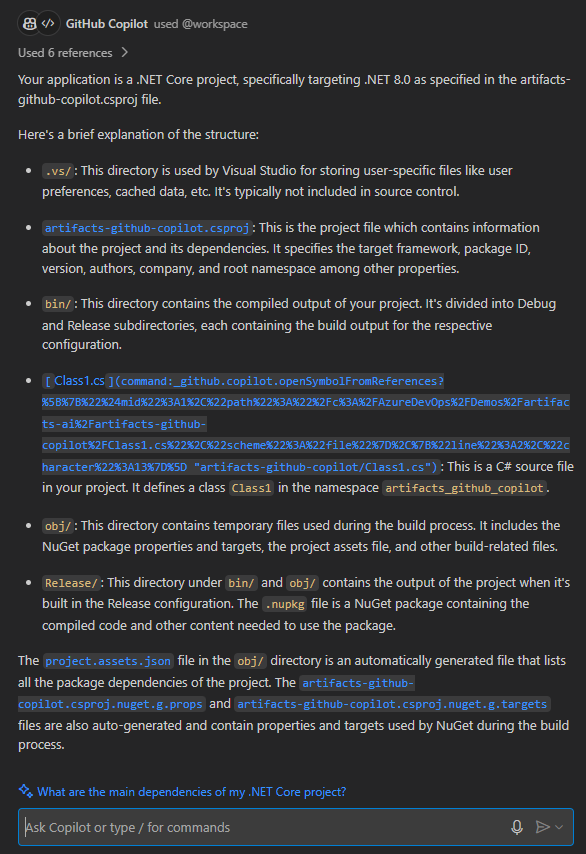 GitHub Copilot used @workspace
Used 6 references
Your application is a .NET Core project, specifically targeting .NET 8.0 as specified in the artifacts-
github-copilot.csproj file.
Here's a brief explanation of the structure:
.vs/: This directory is used by Visual Studio for storing user-specific files like user
preferences, cached data, etc. It's typically not included in source control.
artifacts-github-copilot.csproj: This is the project file which contains information
about the project and its dependencies. It specifies the target framework, package ID,
version, authors, company, and root namespace among other properties.
bin/: This directory contains the compiled output of your project. It's divided into Debug
and Release subdirectories, each containing the build output for the respective
configuration.
[Class1.cs](command:_github.copilot.openSymbolFromReferences?
%5B%7B%22%24mid%22%3A1%2C%22path%22%3A%22%2Fc%3A%2FAzureDevOps%2FDemos%2Fartifac
ts-ai%2Fartifacts-github-
copilot%2FClass1.cs%22%2C%22scheme%22%3A%22file%22%7D%2C%7B%22line%22%3A2%2C%22c
haracter%22%3A13%7D%5D "artifacts-github-copilot/Class1.cs"): This is a C# source file
in your project. It defines a class Class1 in the namespace artifacts_github_copilot.
obj/: This directory contains temporary files used during the build process. It includes the
NuGet package properties and targets, the project assets file, and other build-related files.
Release/: This directory under bin/ and obj/ contains the output of the project when it's
built in the Release configuration. The .nupkg file is a NuGet package containing the
compiled code and other content needed to use the package.
The project.assets.json file in the obj/ directory is an automatically generated file that lists
all the package dependencies of the project. The artifacts-github-
copilot.csproj.nuget.g.props and artifacts-github-copilot.csproj.nuget.g.targets
files are also auto-generated and contain properties and targets used by NuGet during the build
process.
What are the main dependencies of my .NET Core project?
Ask Copilot or type / for commands